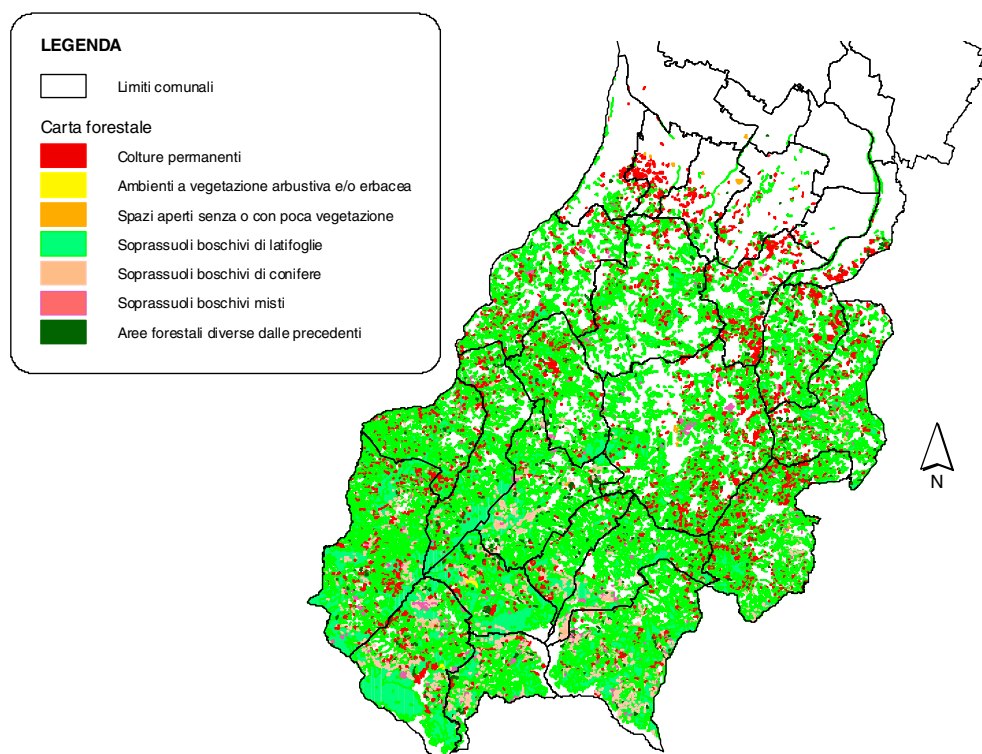 LEGENDA
Limiti comunali
Carta forestale
Colture permanenti
Ambienti a vegetazione arbustiva e/o erbacea
Spazi aperti senza o con poca vegetazione
Soprassuoli boschivi di latifoglie
Soprassuoli boschivi di conifere
Soprassuoli boschivi misti
Aree forestali diverse dalle precedenti
N